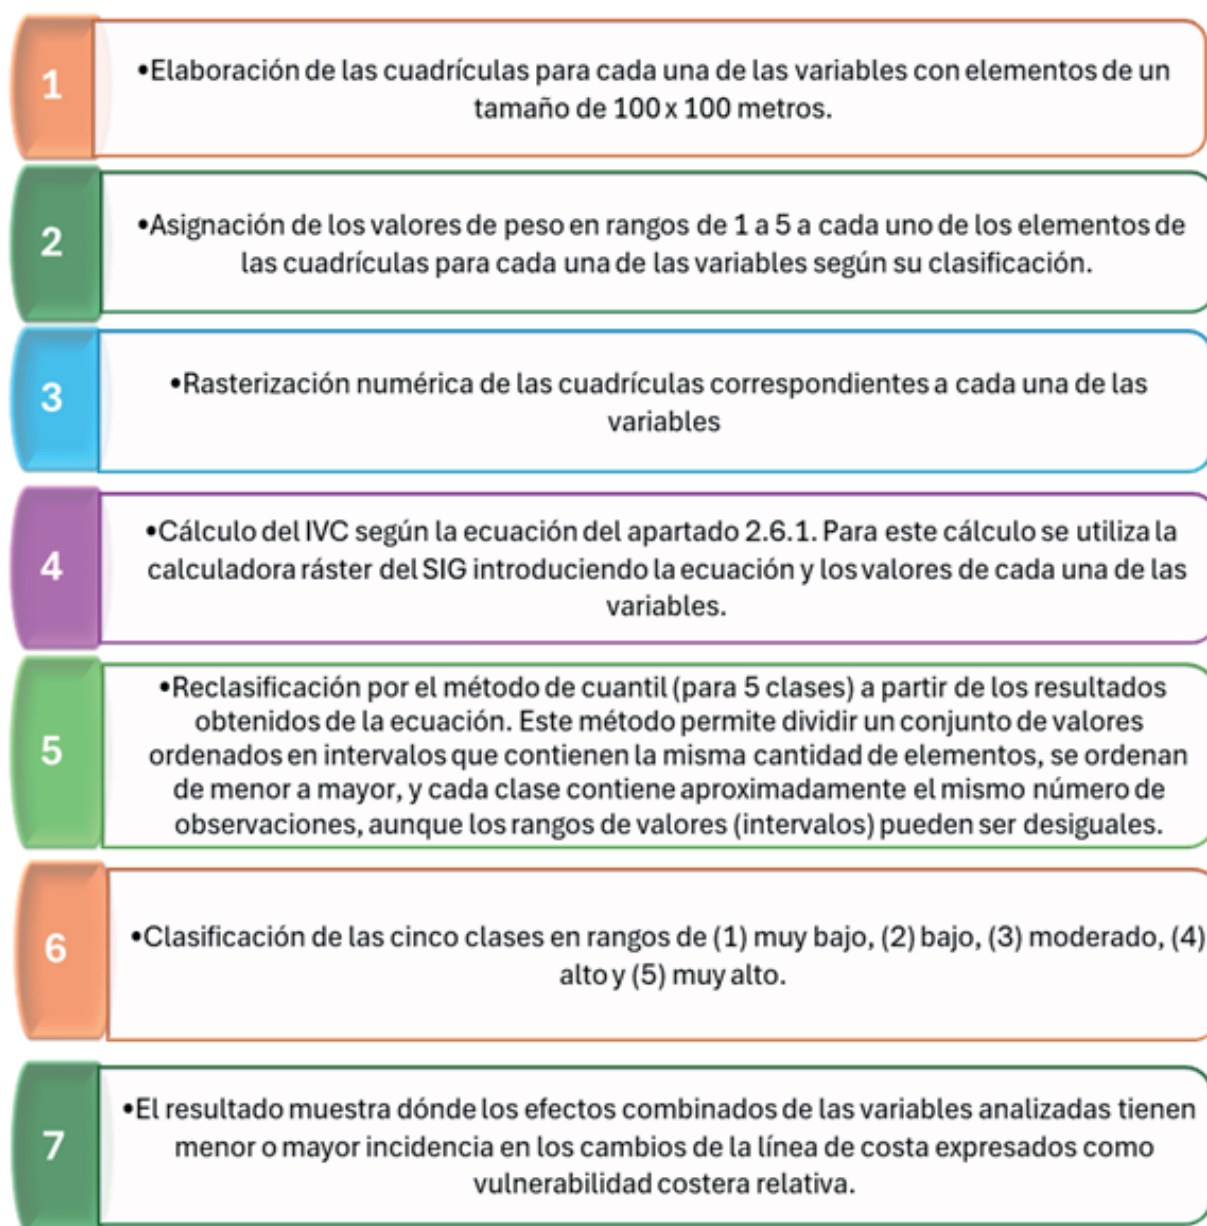 1
•Elaboración de las cuadrículas para cada una de las variables con elementos de un
tamaño de 100 x 100 metros.
2
•Asignación de los valores de peso en rangos de 1 a 5 a cada uno de los elementos de
las cuadrículas para cada una de las variables según su clasificación.
3
•Rasterización numérica de las cuadrículas correspondientes a cada una de las
variables
4
•Cálculo del IVC según la ecuación del apartado 2.6.1. Para este cálculo se utiliza la
calculadora ráster del SIG introduciendo la ecuación y los valores de cada una de las
variables.
5
•Reclasificación por el método de cuantil (para 5 clases) a partir de los resultados
obtenidos de la ecuación. Este método permite dividir un conjunto de valores
ordenados en intervalos que contienen la misma cantidad de elementos, se ordenan
de menor a mayor, y cada clase contiene aproximadamente el mismo número de
observaciones, aunque los rangos de valores (intervalos) pueden ser desiguales.
6
•Clasificación de las cinco clases en rangos de (1) muy bajo, (2) bajo, (3) moderado, (4)
alto y (5) muy alto.
7
•El resultado muestra dónde los efectos combinados de las variables analizadas tienen
menor o mayor incidencia en los cambios de la línea de costa expresados como
vulnerabilidad costera relativa.